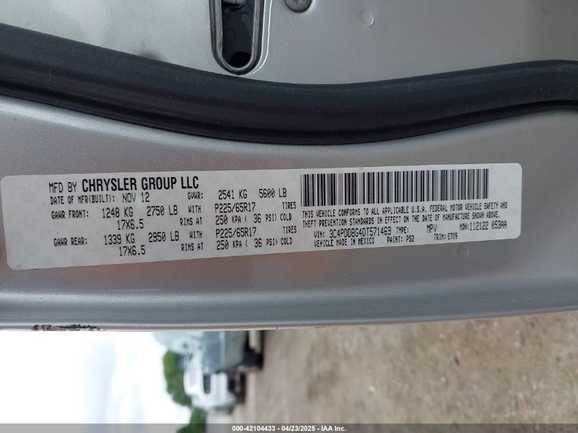 MFD BY CHRYSLER GROUP LLC
DATE OF MFR(BUILT): NOV 12 GVWR: 2541 KG 5600 LB
GAWR FRONT: 1248 KG 2750 LB WITH P225/65R17 TIRES
17X6.5 RIMS AT 250 KPA ( 36 PSI) COLD
GAWR REAR: 1339 KG 2950 LB WITH P225/65R17 TIRES
17X6.5 RIMS AT 250 KPA ( 36 PSI) COLD
THIS VEHICLE CONFORMS TO ALL APPLICABLE U.S.A. FEDERAL MOTOR VEHICLE SAFETY AND
THEFT PREVENTION STANDARDS IN EFFECT ON THE DATE OF MANUFACTURE SHOWN ABOVE.
VIN: 3C4PDDBG4DT571469 TYPE: MPV MDH: 112122 053AA
MADE IN MEXICO PAINT: PS2 TRIM:
000-42104433 - 04/23/2025 - IAA Inc.